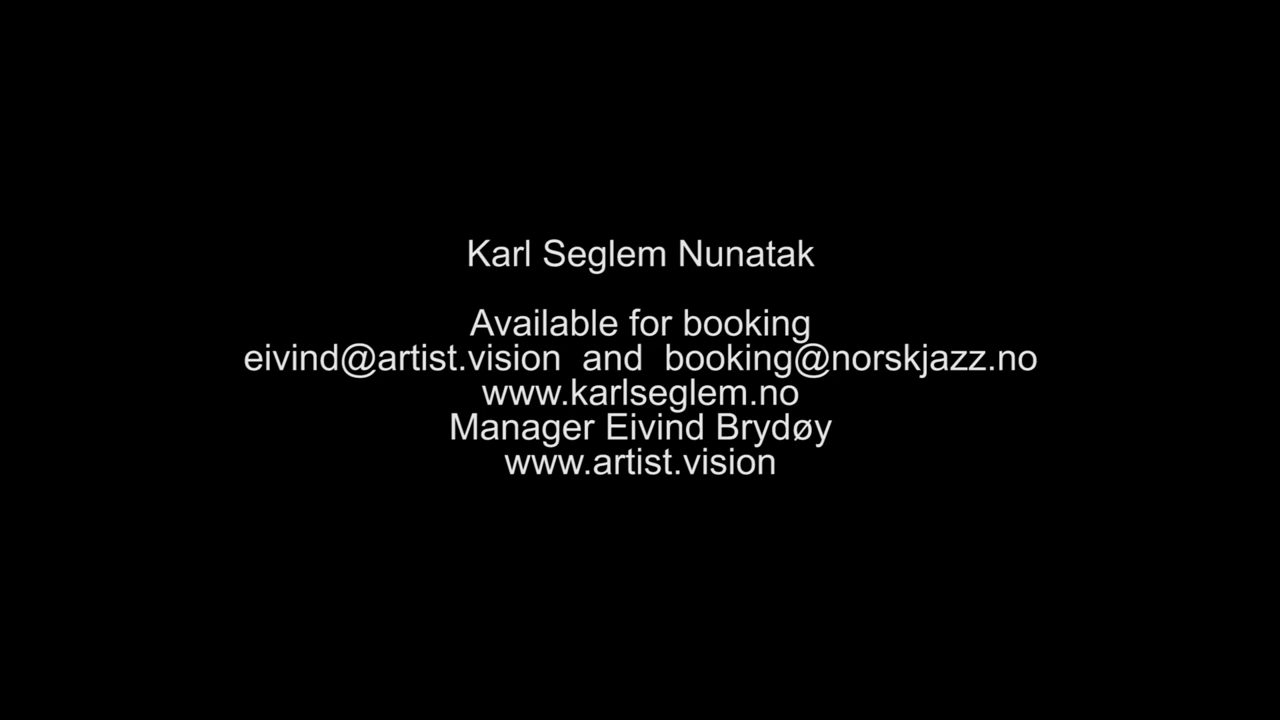 Karl Seglem Nunatak
Available for booking
eivind@artist.vision and booking@norskjazz.no
www.karlseglem.no
Manager Eivind Brydøy
www.artist.vision